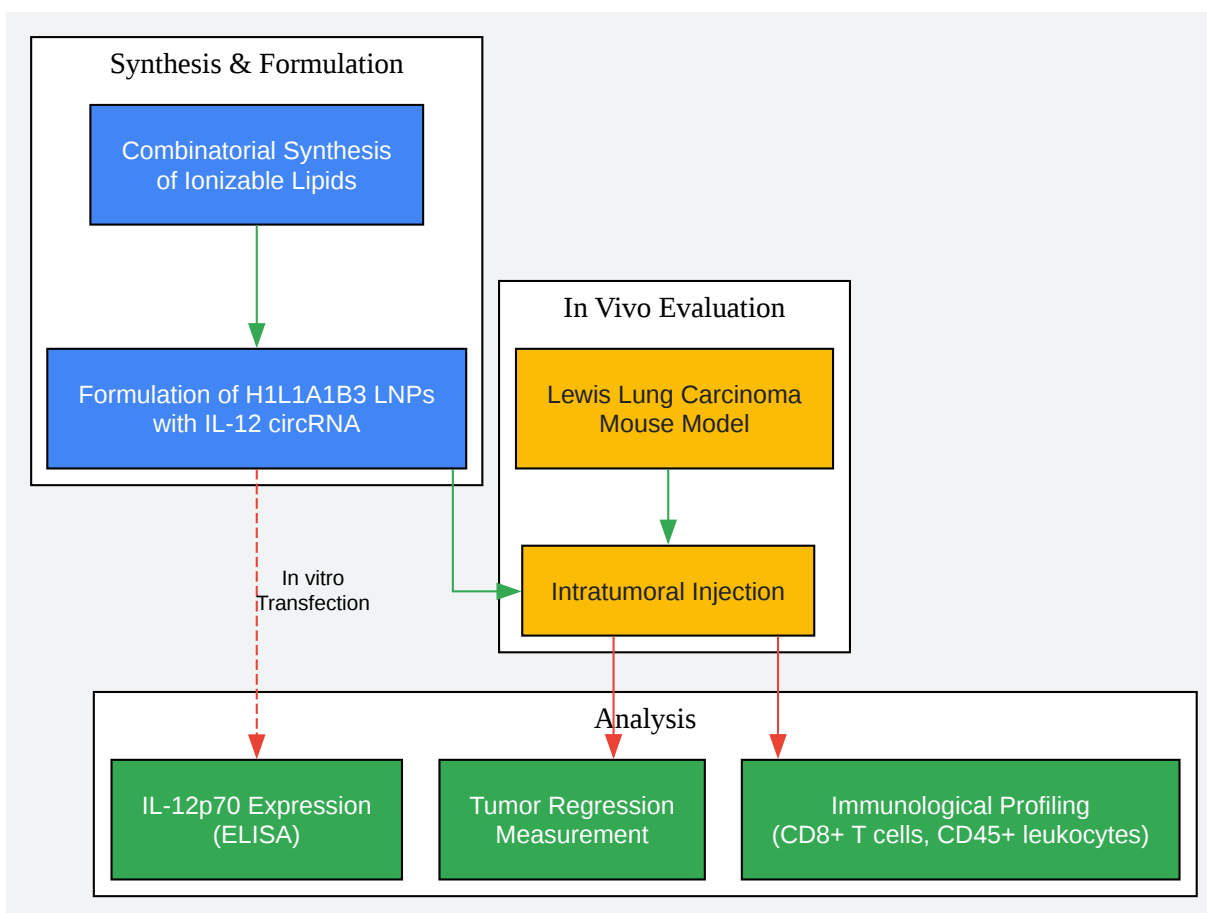 Synthesis & Formulation
Combinatorial Synthesis
of Ionizable Lipids
Formulation of H1L1A1B3 LNPs
with IL-12 circRNA
In Vivo Evaluation
Lewis Lung Carcinoma
Mouse Model
Intratumoral Injection
In vitro
Transfection
Analysis
IL-12p70 Expression
(ELISA)
Tumor Regression
Measurement
Immunological Profiling
(CD8+ T cells, CD45+ leukocytes)